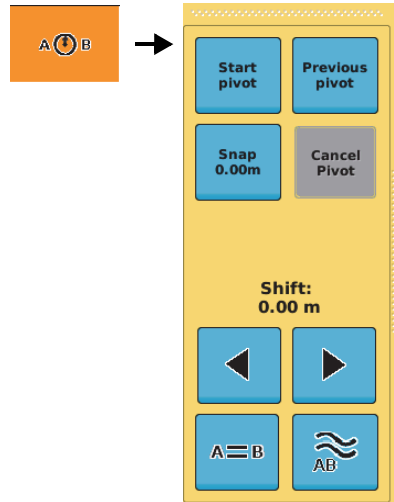 A B
Start
pivot
Previous
pivot
Snap
0.00m
Cancel
Pivot
Shift:
0.00 m
A B
AB